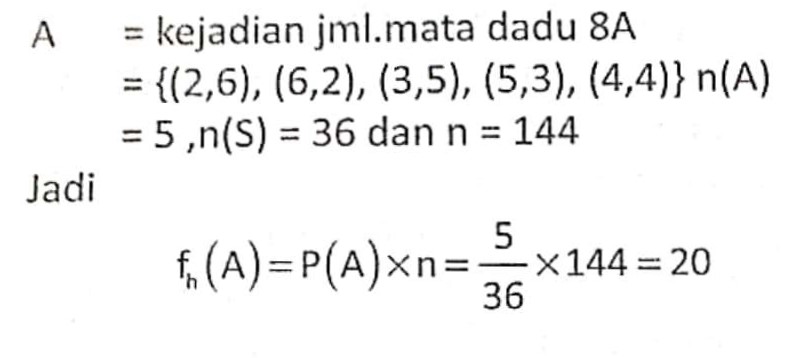 A = kejadian jml.mata dadu 8A
= {(2,6), (6,2), (3,5), (5,3), (4,4)} n(A)
= 5 ,n(S) = 36 dan n = 144
Jadi
fₕ(A)=P(A)×n=5/36×144=20